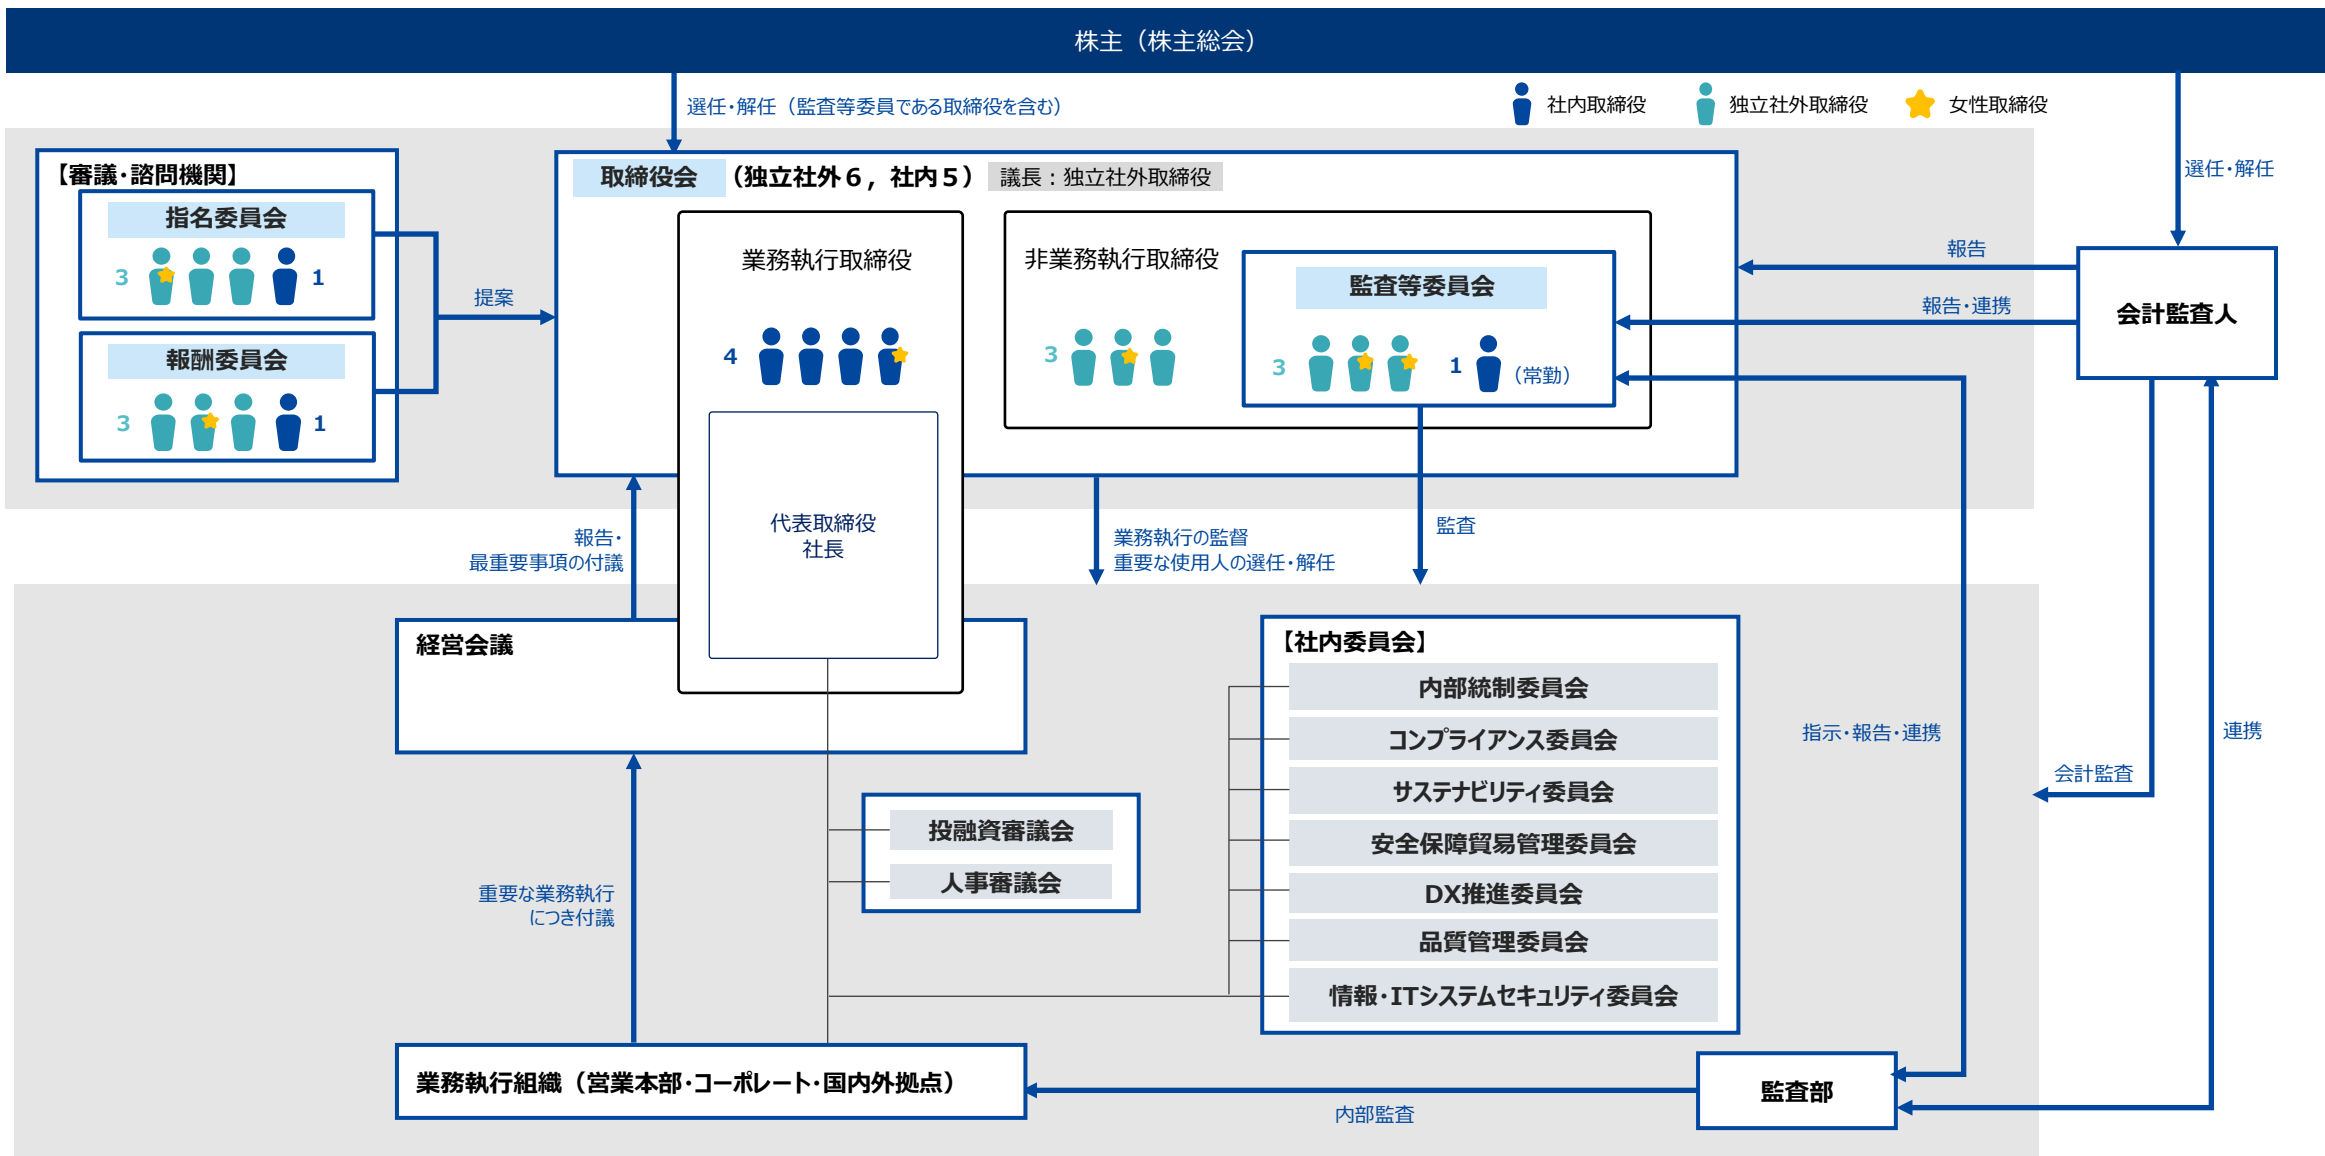 株主（株主総会）
選任・解任（監査等委員である取締役を含む）
社内取締役
独立社外取締役
女性取締役
選任・解任
【審議・諮問機関】
指名委員会
3
1
報酬委員会
3
1
提案
取締役会
（独立社外６，社内５）
議長：独立社外取締役
業務執行取締役
4
代表取締役
社長
非業務執行取締役
3
監査等委員会
3
1
（常勤）
報告
報告・連携
会計監査人
報告・
最重要事項の付議
業務執行の監督
重要な使用人の選任・解任
監査
経営会議
【社内委員会】
内部統制委員会
コンプライアンス委員会
サステナビリティ委員会
安全保障貿易管理委員会
DX推進委員会
品質管理委員会
情報・ITシステムセキュリティ委員会
指示・報告・連携
連携
会計監査
投融資審議会
人事審議会
重要な業務執行
につき付議
業務執行組織（営業本部・コーポレート・国内外拠点）
内部監査
監査部